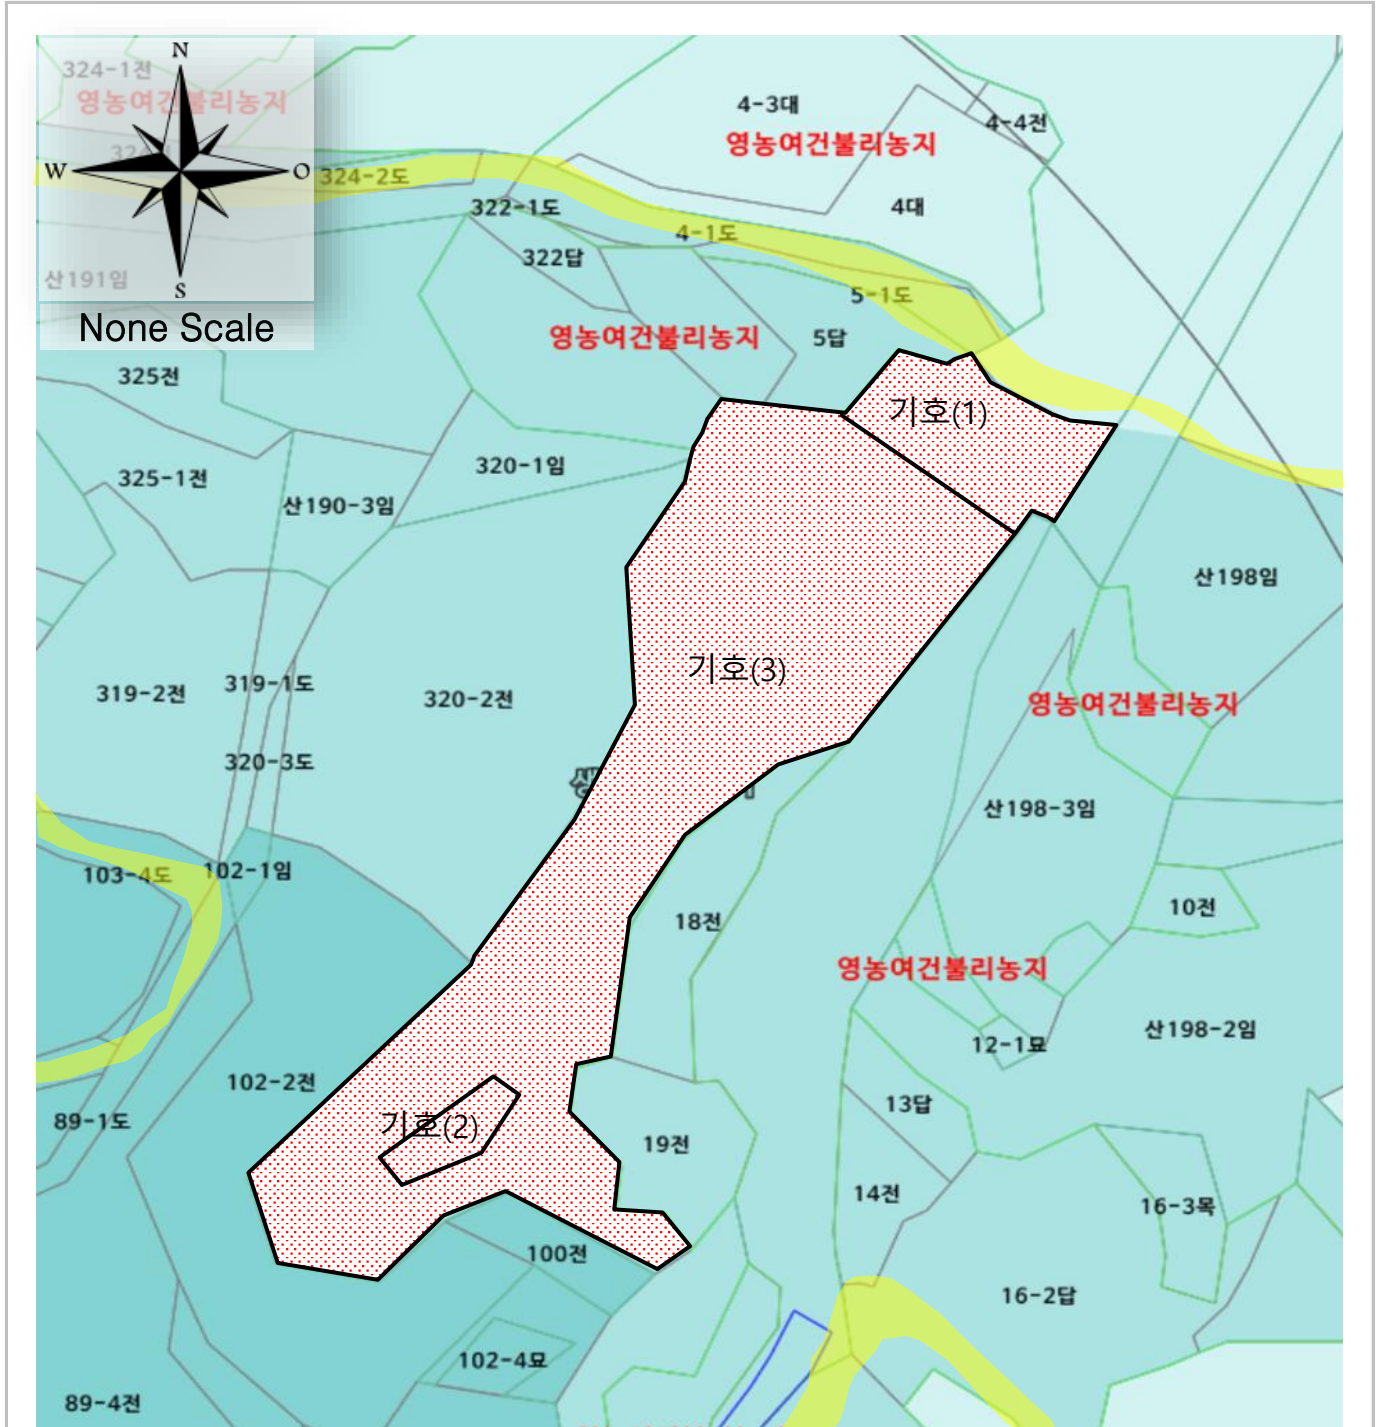 N
324-1전
영농여건불리농지
W
O
S
산191임
None Scale
4-3대
4-4전
영농여건불리농지
324-2도
322-1도
4대
4-1도
322답
5-1도
영농여건불리농지
5답
325전
기호(1)
320-1임
325-1전
산190-3임
산198임
기호(3)
319-1도
319-2전
320-2전
영농여건불리농지
320-3도
산198-3임
103-4도
102-1임
10전
18전
영농여건불리농지
산198-2임
12-1묘
102-2전
13답
89-1도
기호(2)
19전
14전
16-3목
100전
16-2답
102-4묘
89-4전